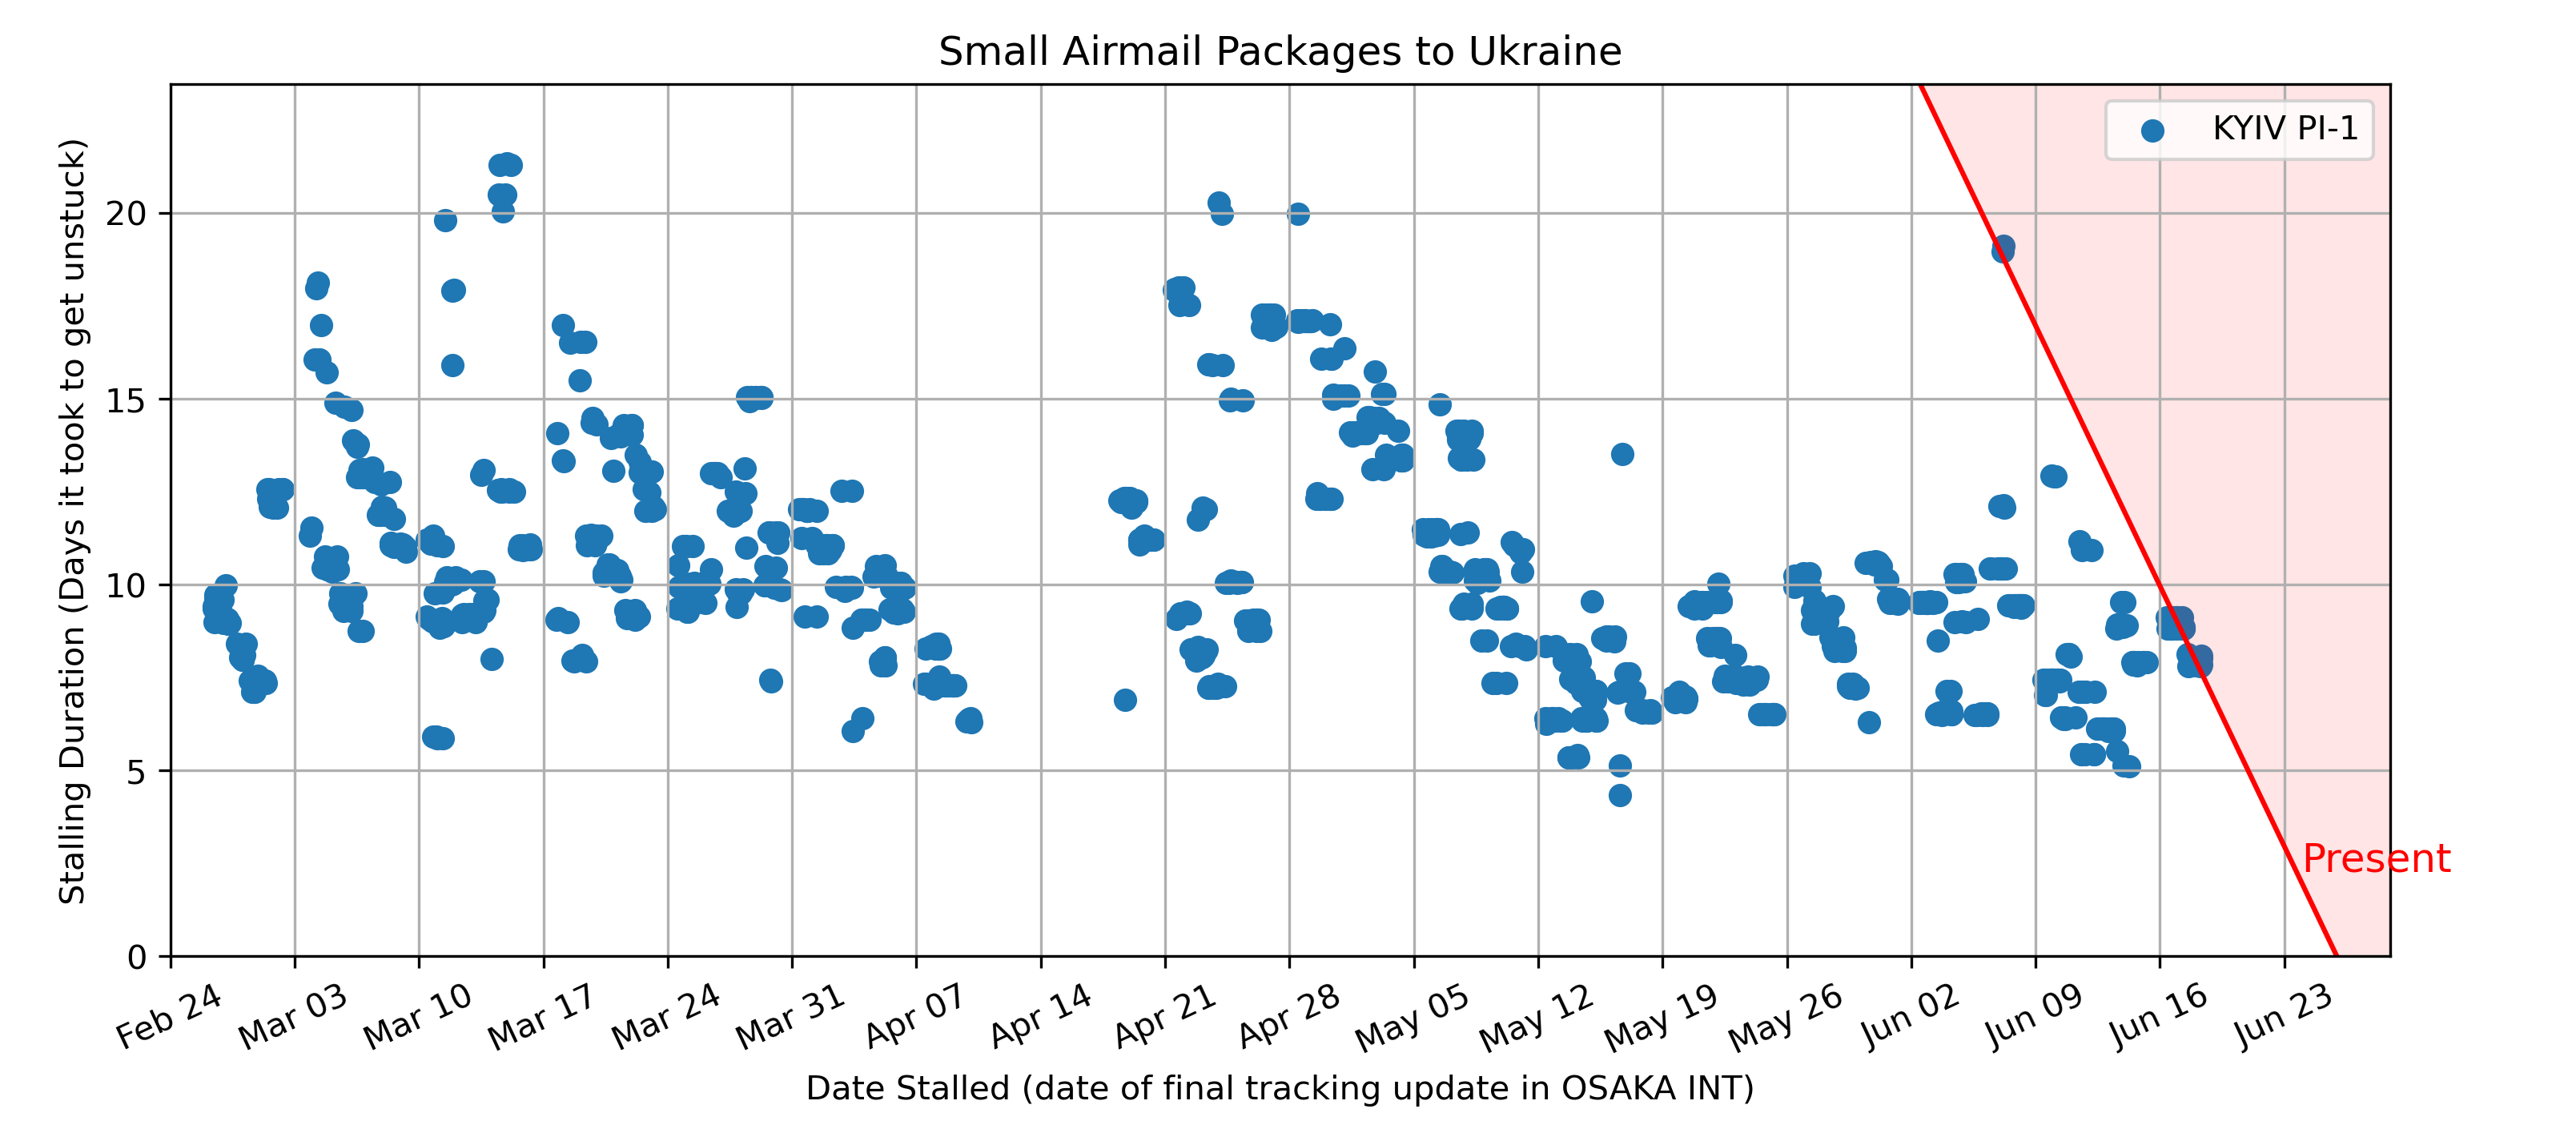 Small Airmail Packages to Ukraine
KYIV PI-1
Stalling Duration (Days it took to get unstuck)
20
15
10
5
0
Present
Feb 24
Mar 03
Mar 10
Mar 17
Mar 24
Mar 31
Apr 07
Apr 14
Apr 21
Apr 28
May 05
May 12
May 19
May 26
Jun 02
Jun 09
Jun 16
Jun 23
Date Stalled (date of final tracking update in OSAKA INT)